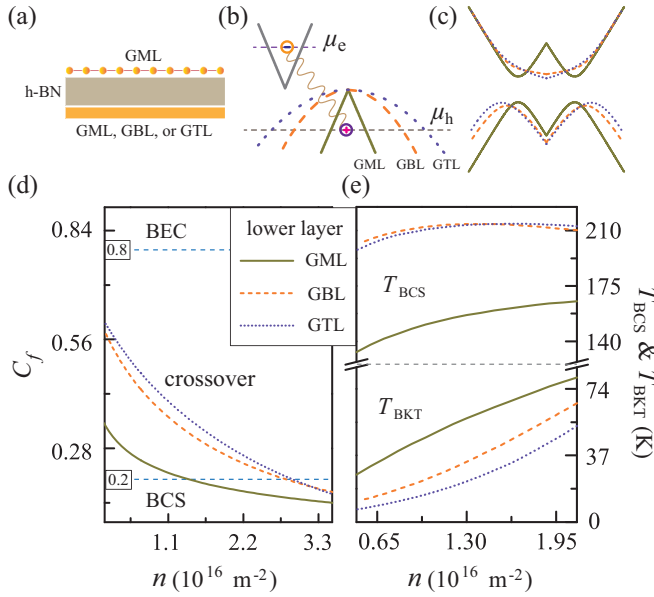 (a)
GML
h-BN
GML, GBL, or GTL
(b)
μe
μh
GML GBL GTL
(c)
(d)
0.84
0.56
0.28
Cf
BEC
0.8
crossover
0.2
BCS
1.1 2.2 3.3
n (10^16 m^-2)
lower layer
GML
GBL
GTL
(e)
TBCS
TBKT
210
175
140
74
37
0
TBCS & TBKT (K)
0.65 1.30 1.95
n (10^16 m^-2)